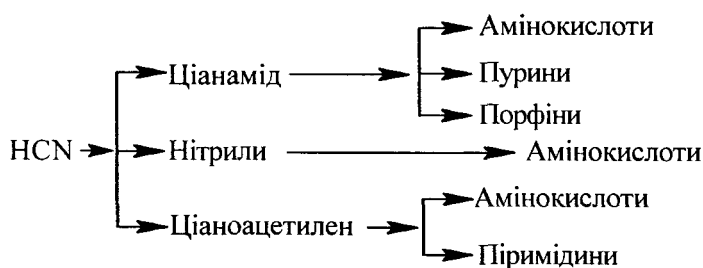 Амінокислоти
Ціанамід
Пурини
Порфіни
HCN
Нітрили
Амінокислоти
Ціаноацетилен
Амінокислоти
Піримідини